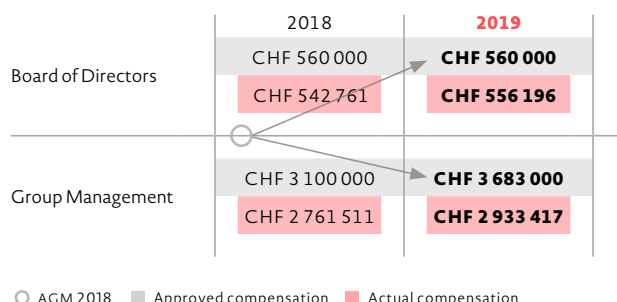 2018 2019
CHF 560 000 CHF 560 000
Board of Directors
CHF 542 761 CHF 556 196
CHF 3 100 000 CHF 3 683 000
Group Management
CHF 2 761 511 CHF 2 933 417
AGM 2018 Approved compensation Actual compensation